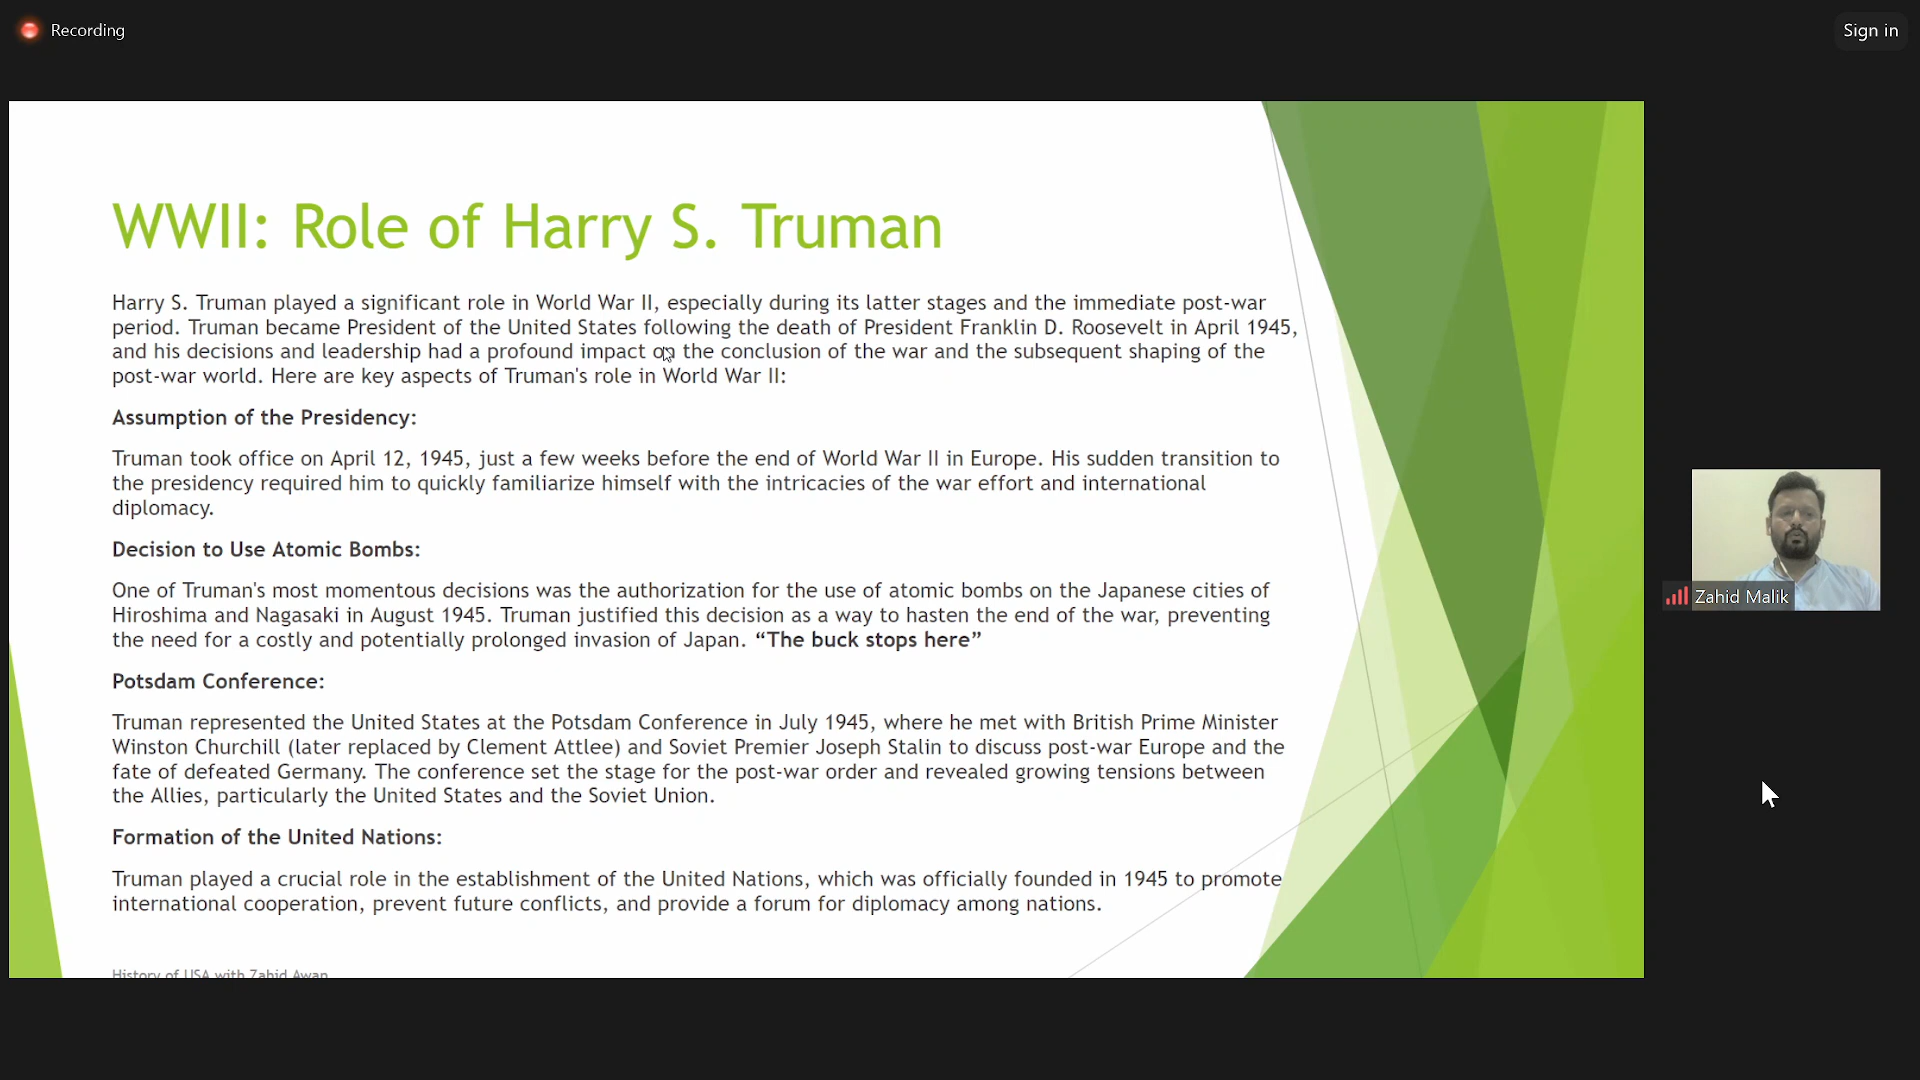 Recording
Sign in
WWII: Role of Harry S. Truman
Harry S. Truman played a significant role in World War II, especially during its latter stages and the immediate post-war
period. Truman became President of the United States following the death of President Franklin D. Roosevelt in April 1945,
and his decisions and leadership had a profound impact on the conclusion of the war and the subsequent shaping of the
post-war world. Here are key aspects of Truman's role in World War II:
Assumption of the Presidency:
Truman took office on April 12, 1945, just a few weeks before the end of World War II in Europe. His sudden transition to
the presidency required him to quickly familiarize himself with the intricacies of the war effort and international
diplomacy.
Decision to Use Atomic Bombs:
One of Truman's most momentous decisions was the authorization for the use of atomic bombs on the Japanese cities of
Hiroshima and Nagasaki in August 1945. Truman justified this decision as a way to hasten the end of the war, preventing
the need for a costly and potentially prolonged invasion of Japan. “The buck stops here”
Potsdam Conference:
Truman represented the United States at the Potsdam Conference in July 1945, where he met with British Prime Minister
Winston Churchill (later replaced by Clement Attlee) and Soviet Premier Joseph Stalin to discuss post-war Europe and the
fate of defeated Germany. The conference set the stage for the post-war order and revealed growing tensions between
the Allies, particularly the United States and the Soviet Union.
Formation of the United Nations:
Truman played a crucial role in the establishment of the United Nations, which was officially founded in 1945 to promote
international cooperation, prevent future conflicts, and provide a forum for diplomacy among nations.
History of USA with Zahid Awan
Zahid Malik